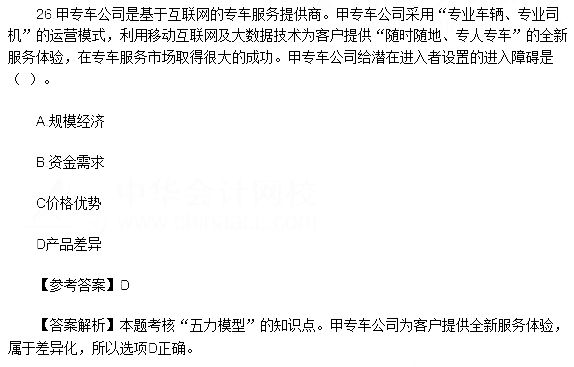 26 甲专车公司是基于互联网的专车服务提供商。甲专车公司采用“专业车辆、专业司
机”的运营模式，利用移动互联网及大数据技术为客户提供“随时随地、专人专车”的全新
服务体验，在专车服务市场取得很大的成功。甲专车公司给潜在进入者设置的进入障碍是
（ ）。
A 规模经济
B 资金需求
C价格优势
D产品差异
【参考答案】D
【答案解析】本题考核“五力模型”的知识点。甲专车公司为客户提供全新服务体验，
属于差异化，所以选项D正确。
中华会计网校
www.chinaacc.com